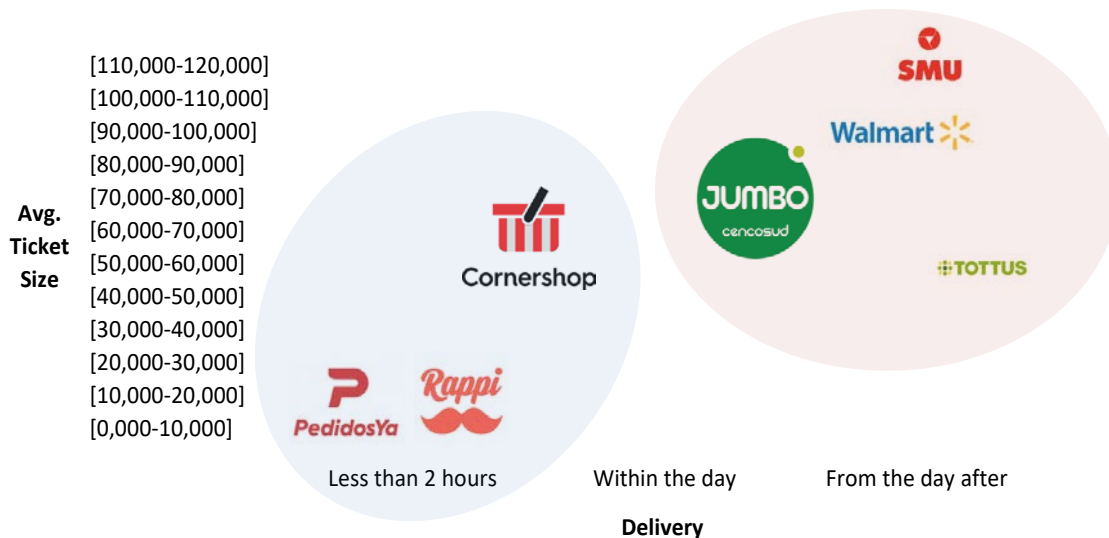 [110,000-120,000]
[100,000-110,000]
[90,000-100,000]
[80,000-90,000]
[70,000-80,000]
[60,000-70,000]
[50,000-60,000]
[40,000-50,000]
[30,000-40,000]
[20,000-30,000]
[10,000-20,000]
[0,000-10,000]
Avg.
Ticket
Size
SMU
Walmart
JUMBO
cencosud
Cornershop
TOTTUS
PedidosYa
Rappi
Less than 2 hours
Within the day
From the day after
Delivery